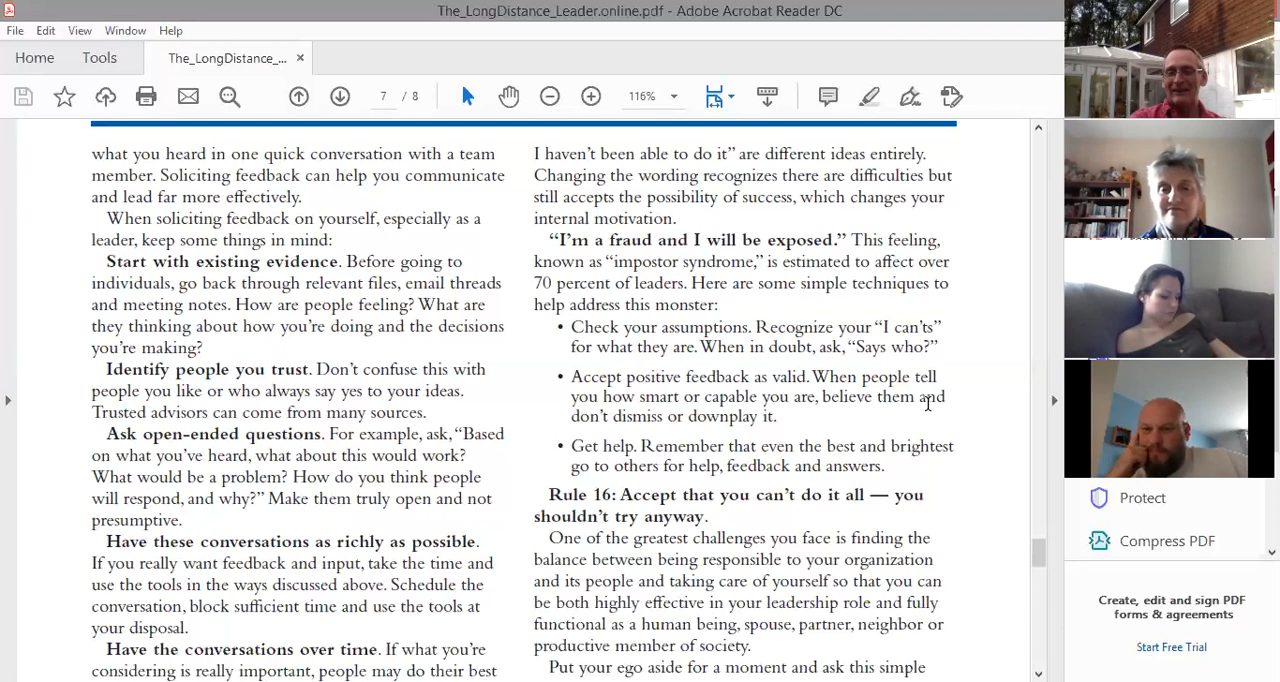 The_LongDistance_Leader.online.pdf - Adobe Acrobat Reader DC
File Edit View Window Help
Home Tools The_LongDistance_... ×
7 / 8 116%
what you heard in one quick conversation with a team
member. Soliciting feedback can help you communicate
and lead far more effectively.
When soliciting feedback on yourself, especially as a
leader, keep some things in mind:
Start with existing evidence. Before going to
individuals, go back through relevant files, email threads
and meeting notes. How are people feeling? What are
they thinking about how you’re doing and the decisions
you’re making?
Identify people you trust. Don’t confuse this with
people you like or who always say yes to your ideas.
Trusted advisors can come from many sources.
Ask open-ended questions. For example, ask, “Based
on what you’ve heard, what about this would work?
What would be a problem? How do you think people
will respond, and why?” Make them truly open and not
presumptive.
Have these conversations as richly as possible.
If you really want feedback and input, take the time and
use the tools in the ways discussed above. Schedule the
conversation, block sufficient time and use the tools at
your disposal.
Have the conversations over time. If what you’re
considering is really important, people may do their best
I haven’t been able to do it” are different ideas entirely.
Changing the wording recognizes there are difficulties but
still accepts the possibility of success, which changes your
internal motivation.
“I’m a fraud and I will be exposed.” This feeling,
known as “impostor syndrome,” is estimated to affect over
70 percent of leaders. Here are some simple techniques to
help address this monster:
• Check your assumptions. Recognize your “I can’ts”
for what they are. When in doubt, ask, “Says who?”
• Accept positive feedback as valid. When people tell
you how smart or capable you are, believe them and
don’t dismiss or downplay it.
• Get help. Remember that even the best and brightest
go to others for help, feedback and answers.
Rule 16: Accept that you can’t do it all — you
shouldn’t try anyway.
One of the greatest challenges you face is finding the
balance between being responsible to your organization
and its people and taking care of yourself so that you can
be both highly effective in your leadership role and fully
functional as a human being, spouse, partner, neighbor or
productive member of society.
Put your ego aside for a moment and ask this simple
Protect
Compress PDF
Create, edit and sign PDF
forms & agreements
Start Free Trial